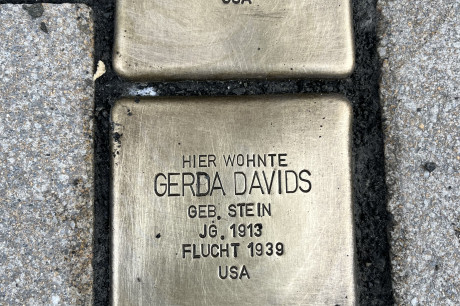 USA
HIER WOHNTE
GERDA DAVIDS
GEB. STEIN
JG. 1913
FLUCHT 1939
USA